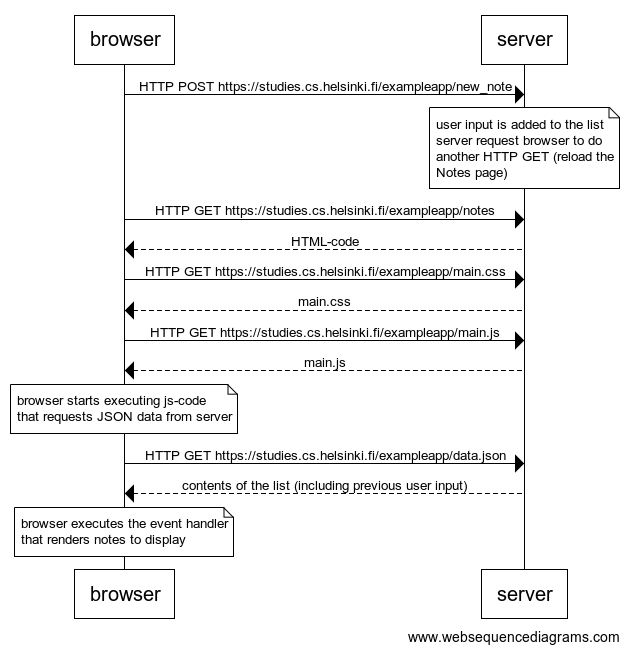 browser
server
HTTP POST https://studies.cs.helsinki.fi/exampleapp/new_note
user input is added to the list
server request browser to do
another HTTP GET (reload the
Notes page)
HTTP GET https://studies.cs.helsinki.fi/exampleapp/notes
HTML-code
HTTP GET https://studies.cs.helsinki.fi/exampleapp/main.css
main.css
HTTP GET https://studies.cs.helsinki.fi/exampleapp/main.js
main.js
browser starts executing js-code
that requests JSON data from server
HTTP GET https://studies.cs.helsinki.fi/exampleapp/data.json
contents of the list (including previous user input)
browser executes the event handler
that renders notes to display
browser
server
www.websequencediagrams.com